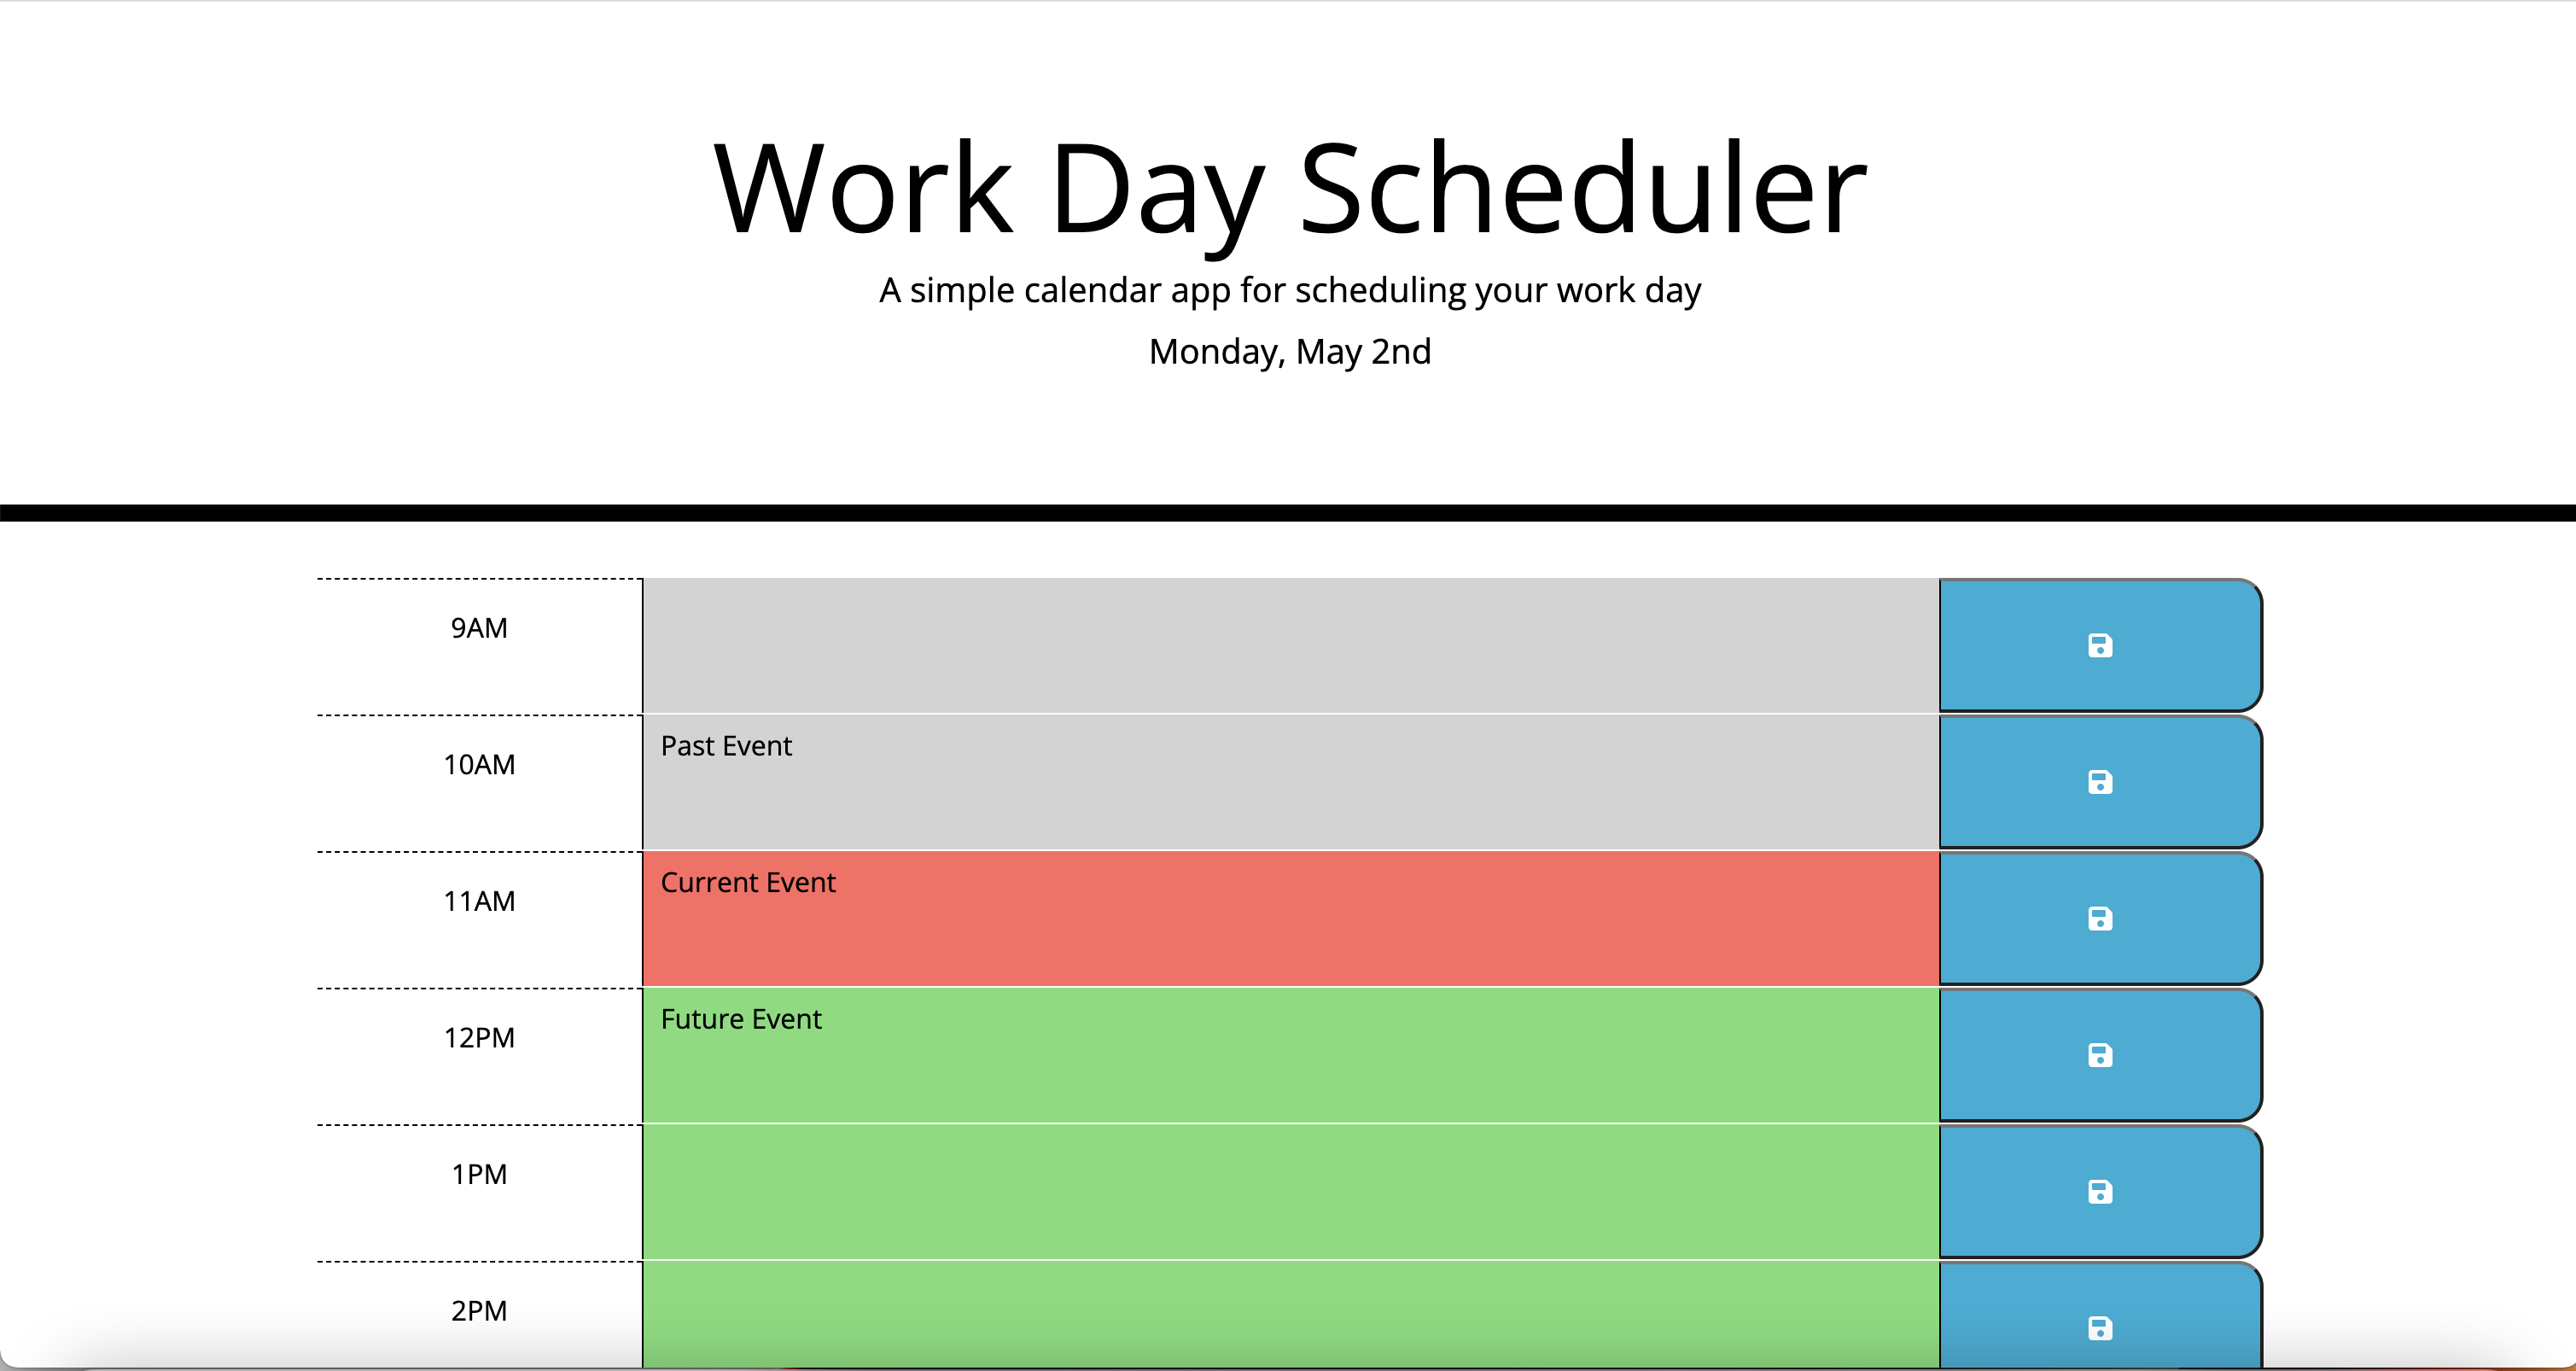 Work Day Scheduler
A simple calendar app for scheduling your work day
Monday, May 2nd
9AM
10AM
Past Event
11AM
Current Event
12PM
Future Event
1PM
2PM